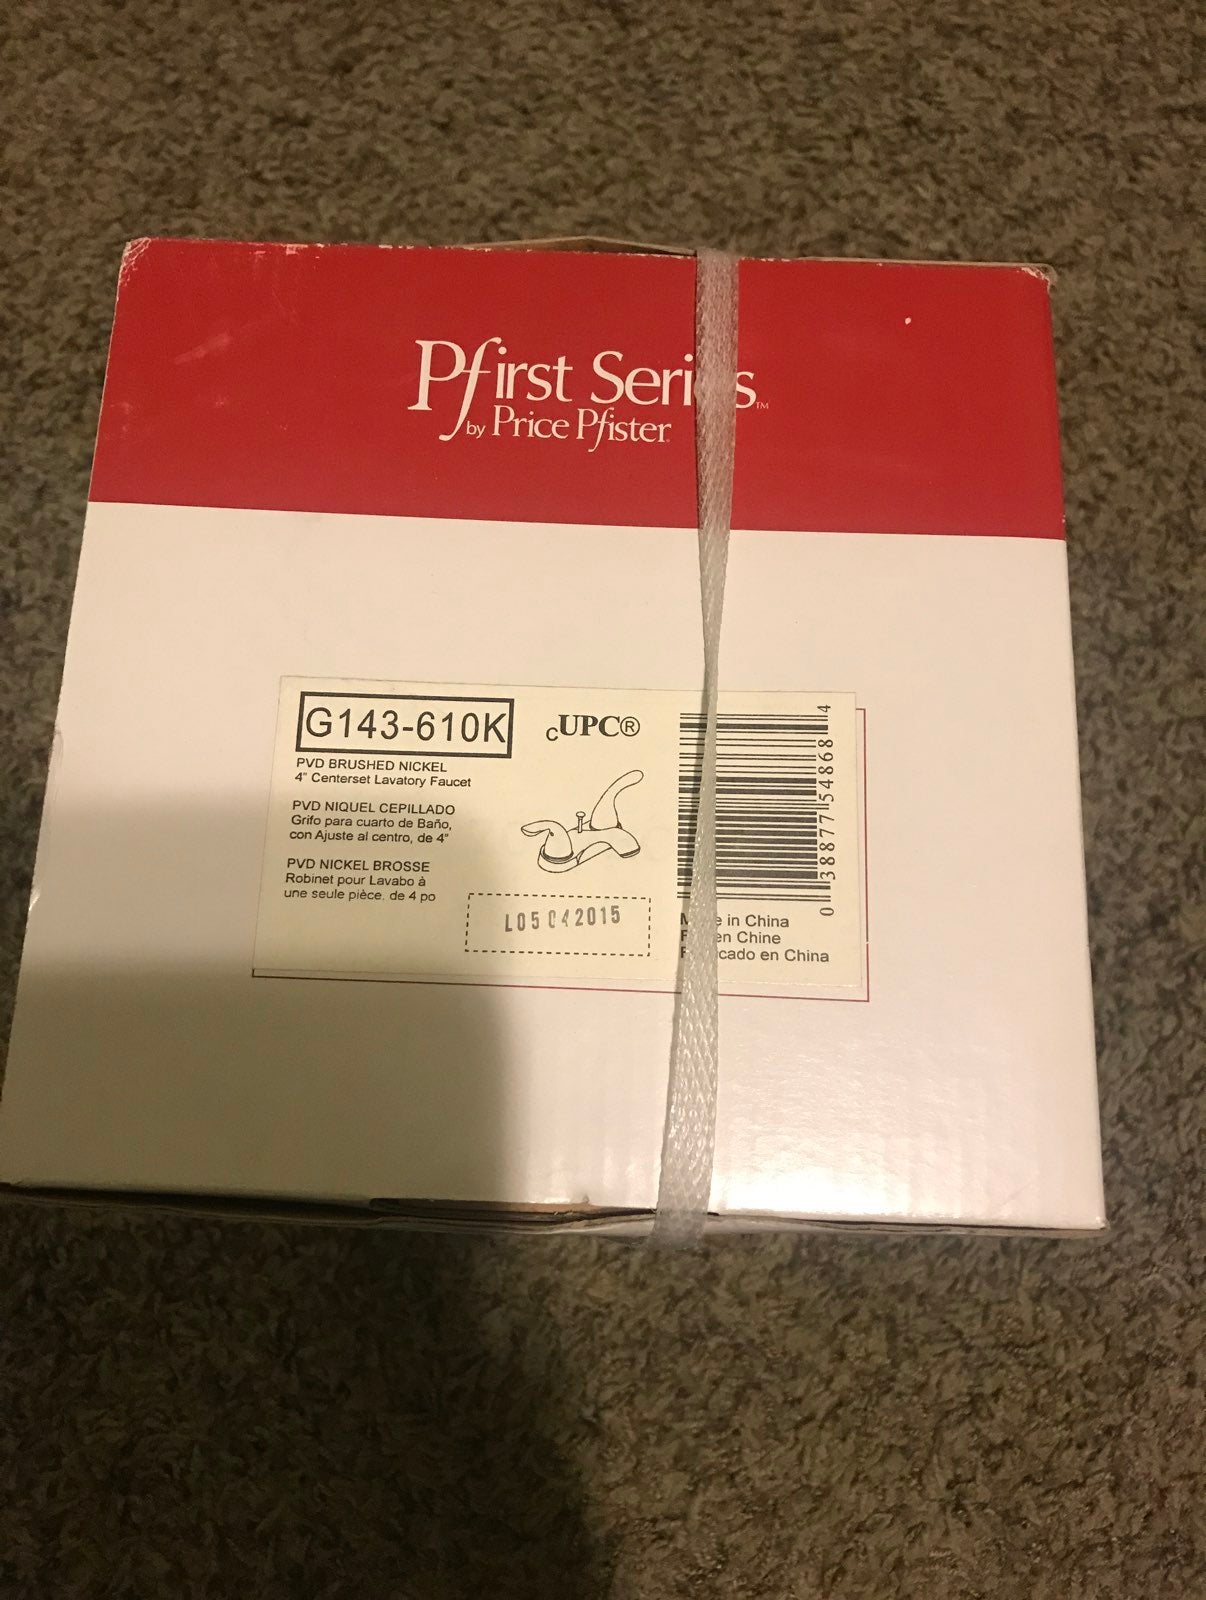 Pfirst Series™
by Price Pfister
G143-610K
cUPC®
PVD BRUSHED NICKEL
4" Centerset Lavatory Faucet
PVD NIQUEL CEPILLADO
Grifo para cuarto de Baño,
con Ajuste al centro, de 4"
PVD NICKEL BROSSE
Robinet pour Lavabo à
une seule pièce, de 4 po
L05 042015
0 38877 54868 4
Made in China
en Chine
Fabricado en China